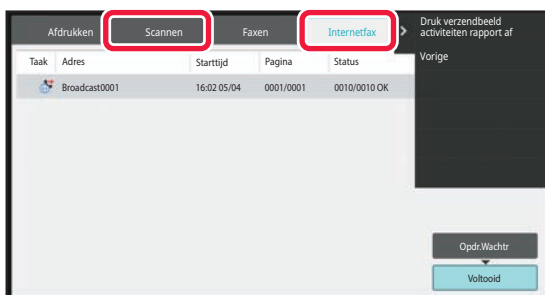 Afdrukken Scannen Faxen Internetfax
Druk verzendbeeld
activiteiten rapport af
Vorige
Taak Adres Starttijd Pagina Status
Broadcast0001 16:02 05/04 0001/0001 0010/0010 OK
Opdr.Wachtr
Voltooid